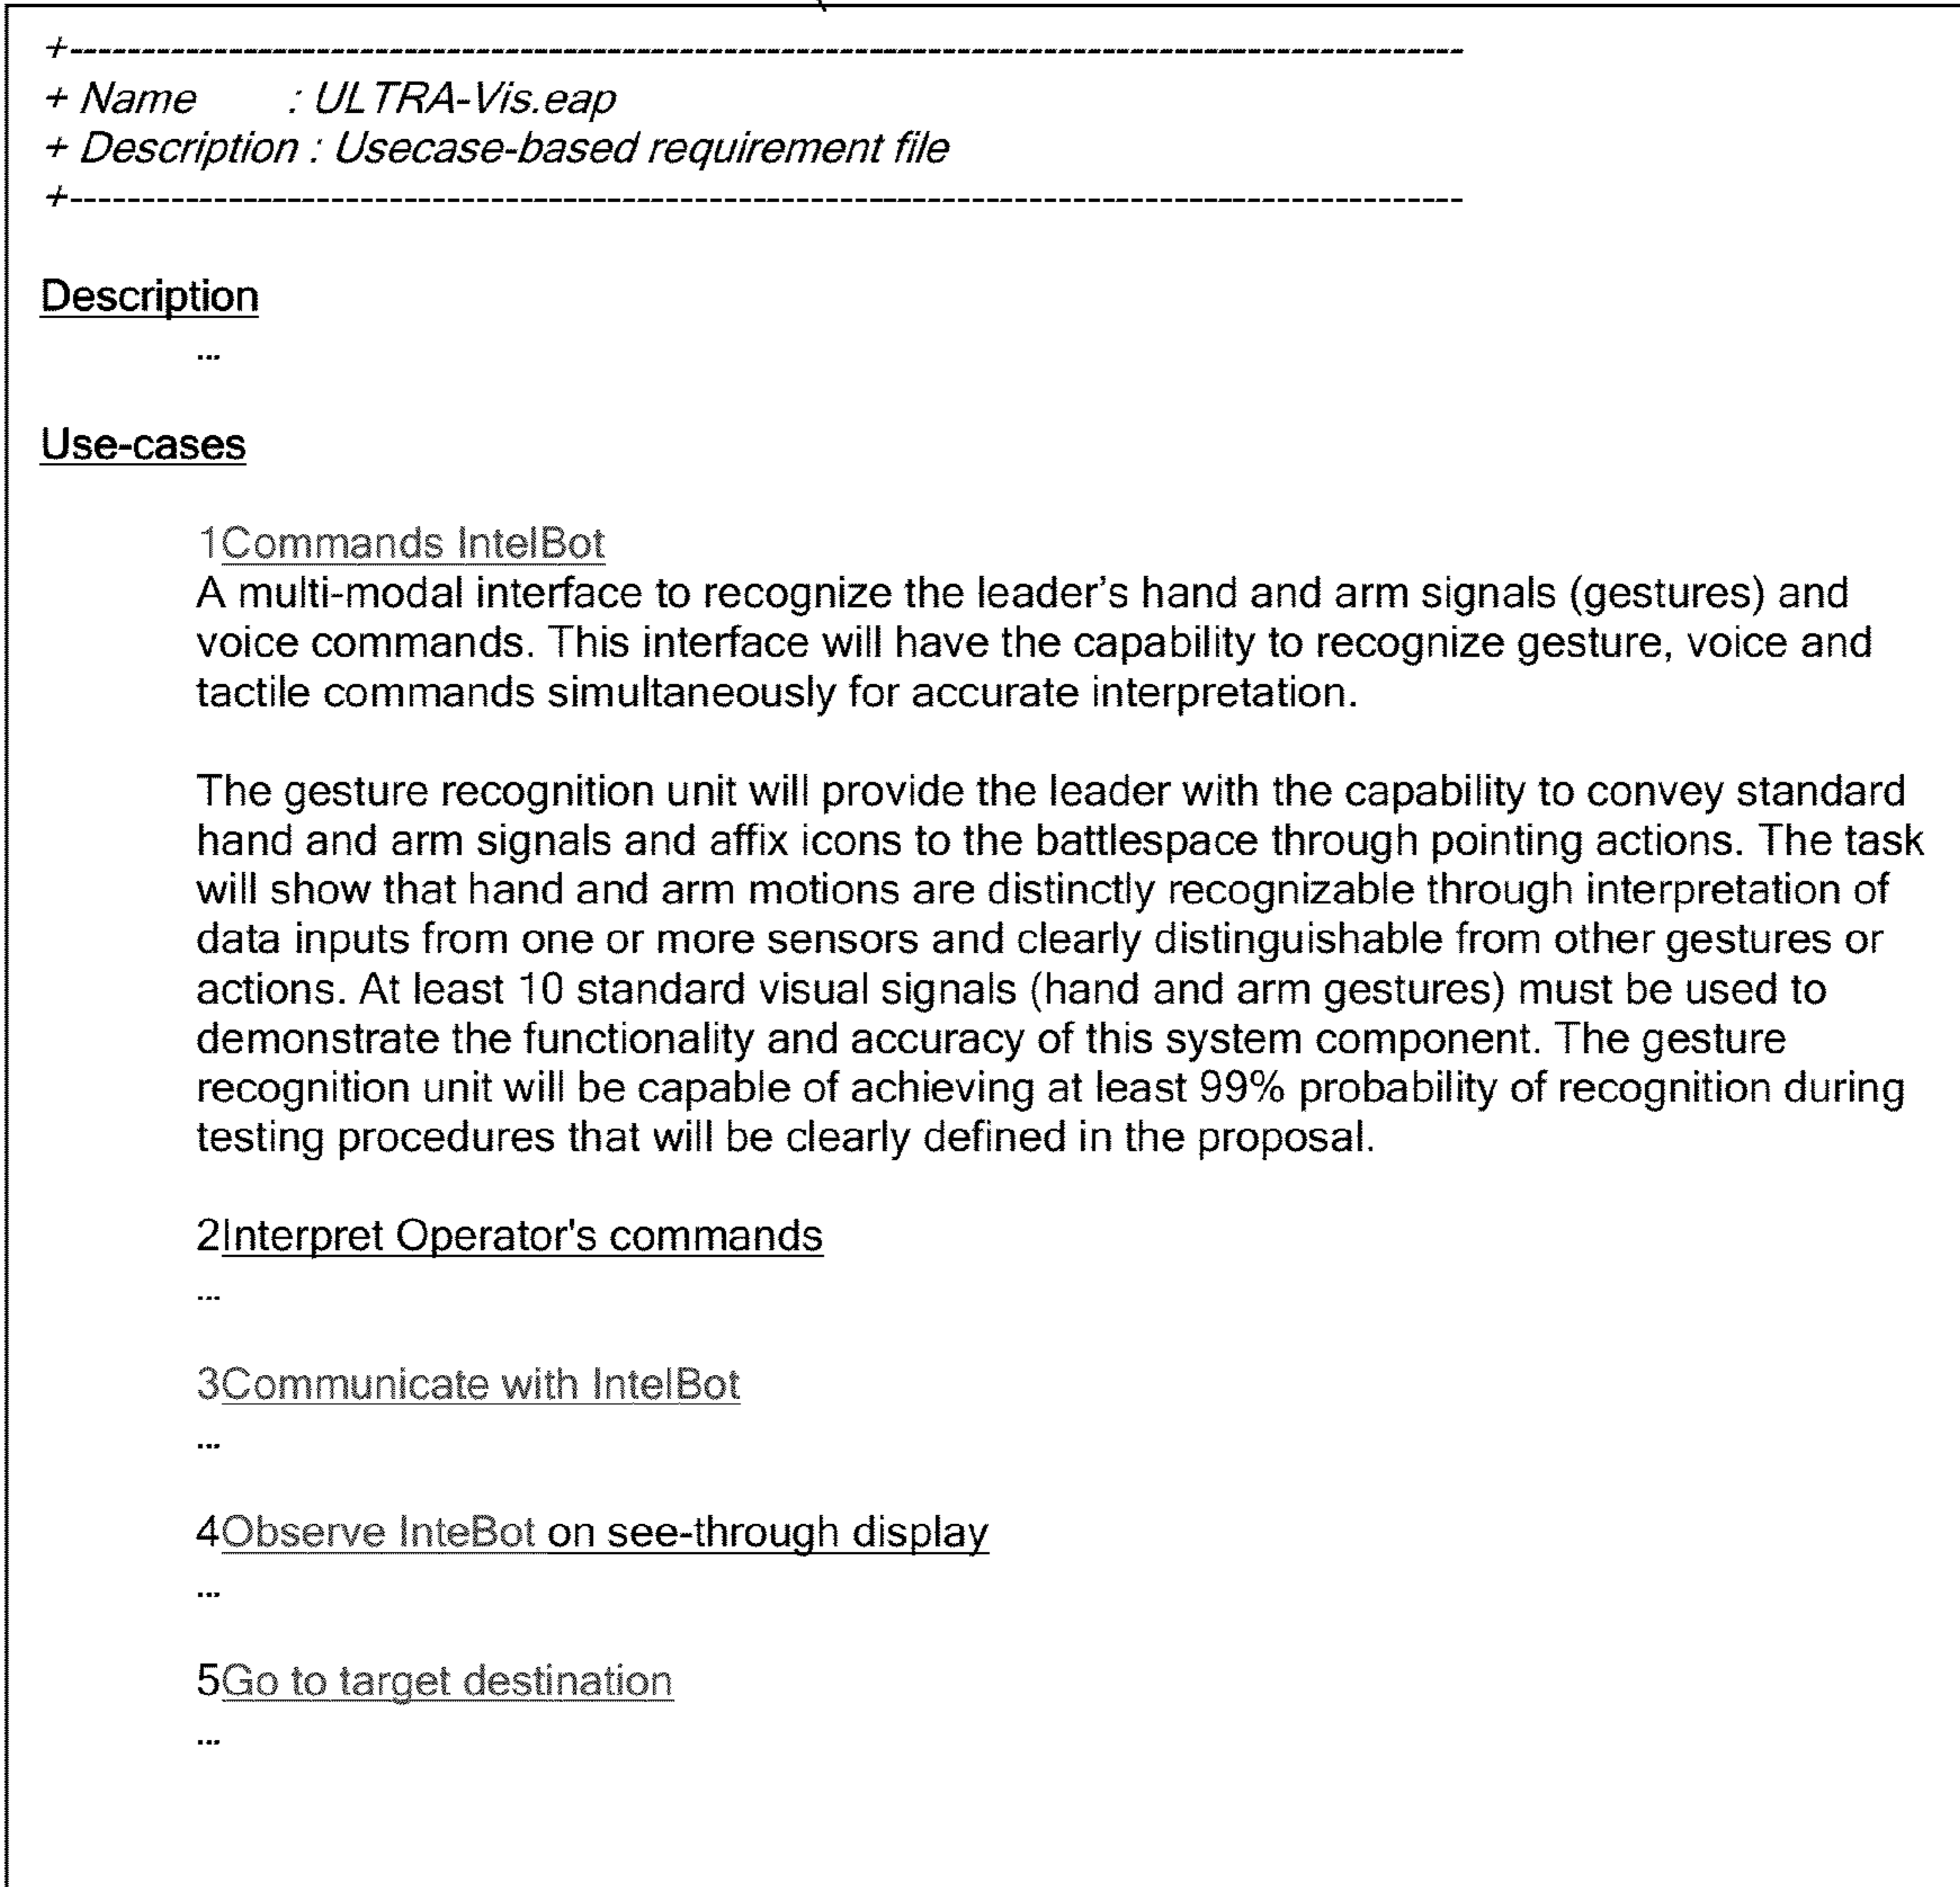 +------------------------------------------------------------------------------------------------
+ Name : ULTRA-Vis.eap
+ Description : Usecase-based requirement file
+------------------------------------------------------------------------------------------------
Description
...
Use-cases
1Commands IntelBot
A multi-modal interface to recognize the leader's hand and arm signals (gestures) and
voice commands. This interface will have the capability to recognize gesture, voice and
tactile commands simultaneously for accurate interpretation.
The gesture recognition unit will provide the leader with the capability to convey standard
hand and arm signals and affix icons to the battlespace through pointing actions. The task
will show that hand and arm motions are distinctly recognizable through interpretation of
data inputs from one or more sensors and clearly distinguishable from other gestures or
actions. At least 10 standard visual signals (hand and arm gestures) must be used to
demonstrate the functionality and accuracy of this system component. The gesture
recognition unit will be capable of achieving at least 99% probability of recognition during
testing procedures that will be clearly defined in the proposal.
2Interpret Operator's commands
...
3Communicate with IntelBot
...
4Observe InteBot on see-through display
...
5Go to target destination
...